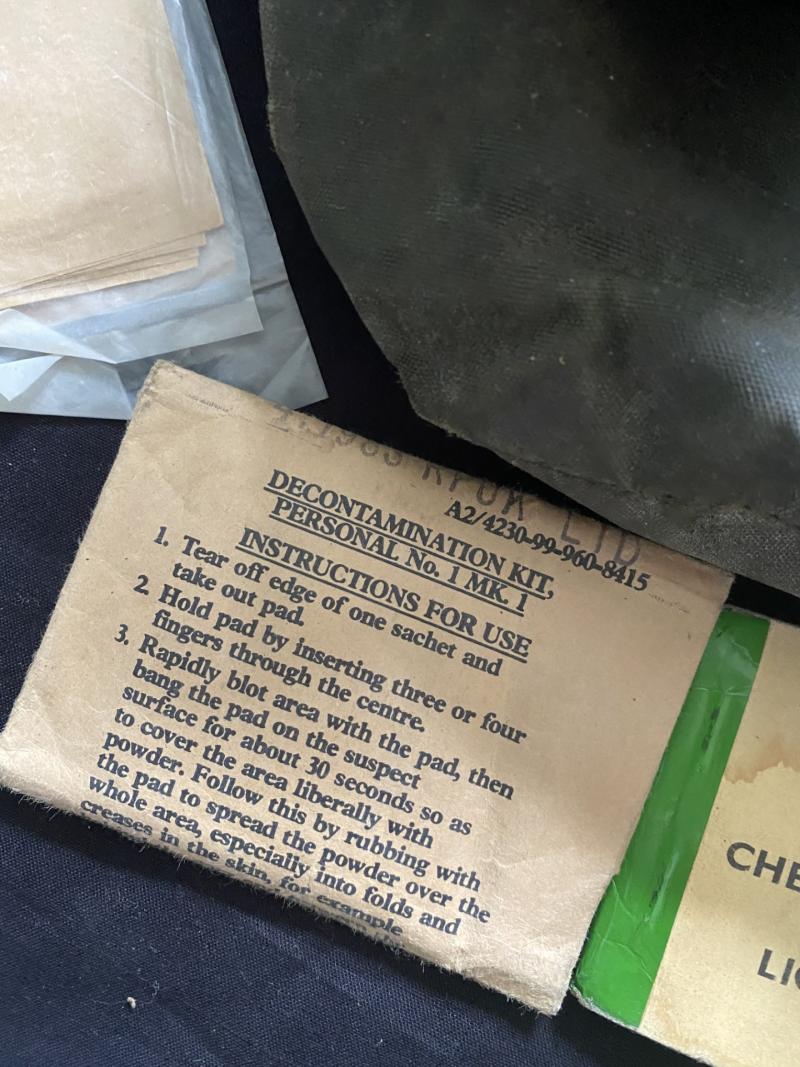 A2/4230-99-960-8415
DECONTAMINATION KIT,
PERSONAL No. 1 MK. 1
INSTRUCTIONS FOR USE
1. Tear off edge of one sachet and
take out pad.
2. Hold pad by inserting three or four
fingers through the centre.
3. Rapidly blot area with the pad, then
bang the pad on the suspect
surface for about 30 seconds so as
to cover the area liberally with
powder. Follow this by rubbing with
the pad to spread the powder over the
whole area, especially into folds and
creases in the skin, for example
CHE